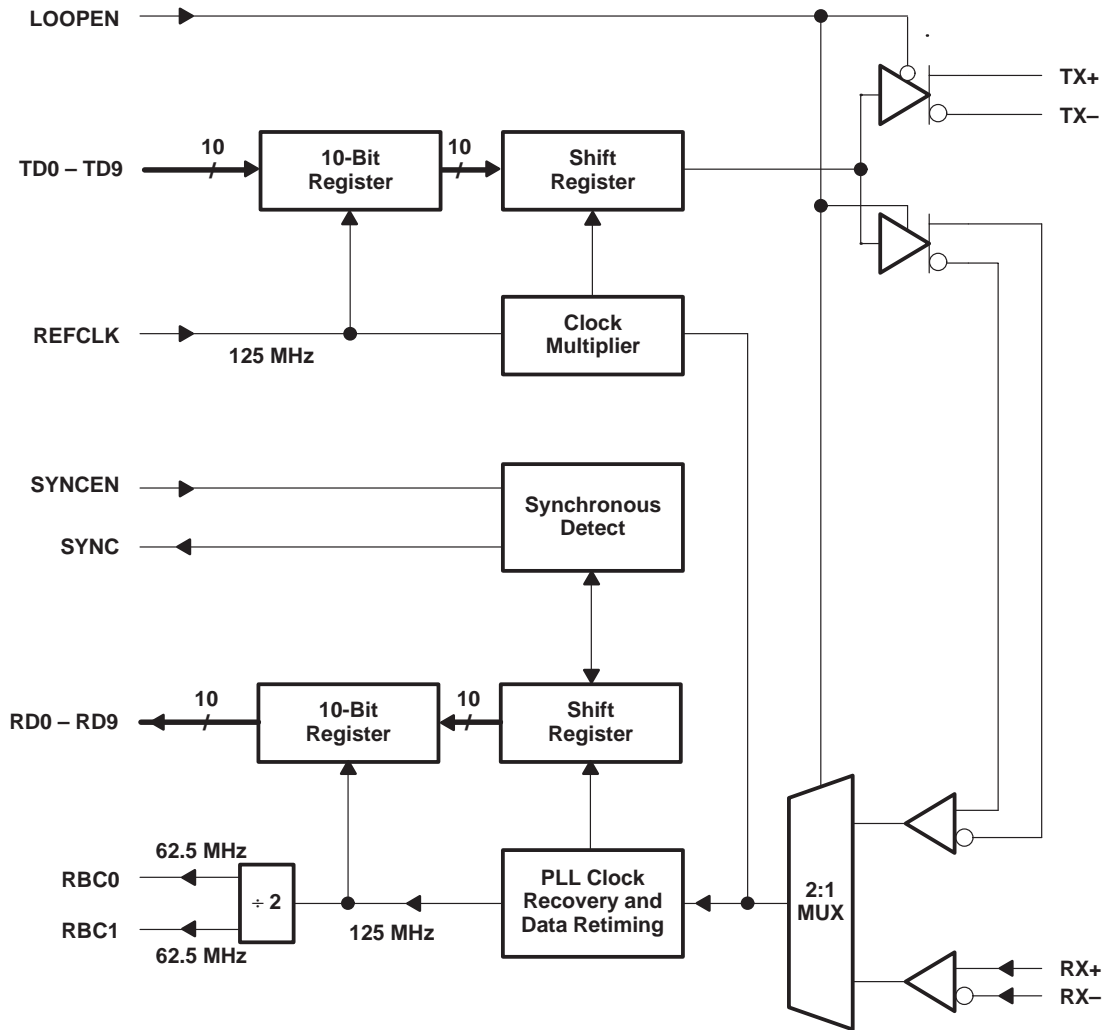 LOOPEN
TX+
TX–
TD0 – TD9
10
10-Bit
Register
10
Shift
Register
REFCLK
125 MHz
Clock
Multiplier
SYNCEN
SYNC
Synchronous
Detect
RD0 – RD9
10
10-Bit
Register
10
Shift
Register
RBC0
62.5 MHz
RBC1
62.5 MHz
÷ 2
125 MHz
PLL Clock
Recovery and
Data Retiming
2:1
MUX
RX+
RX–